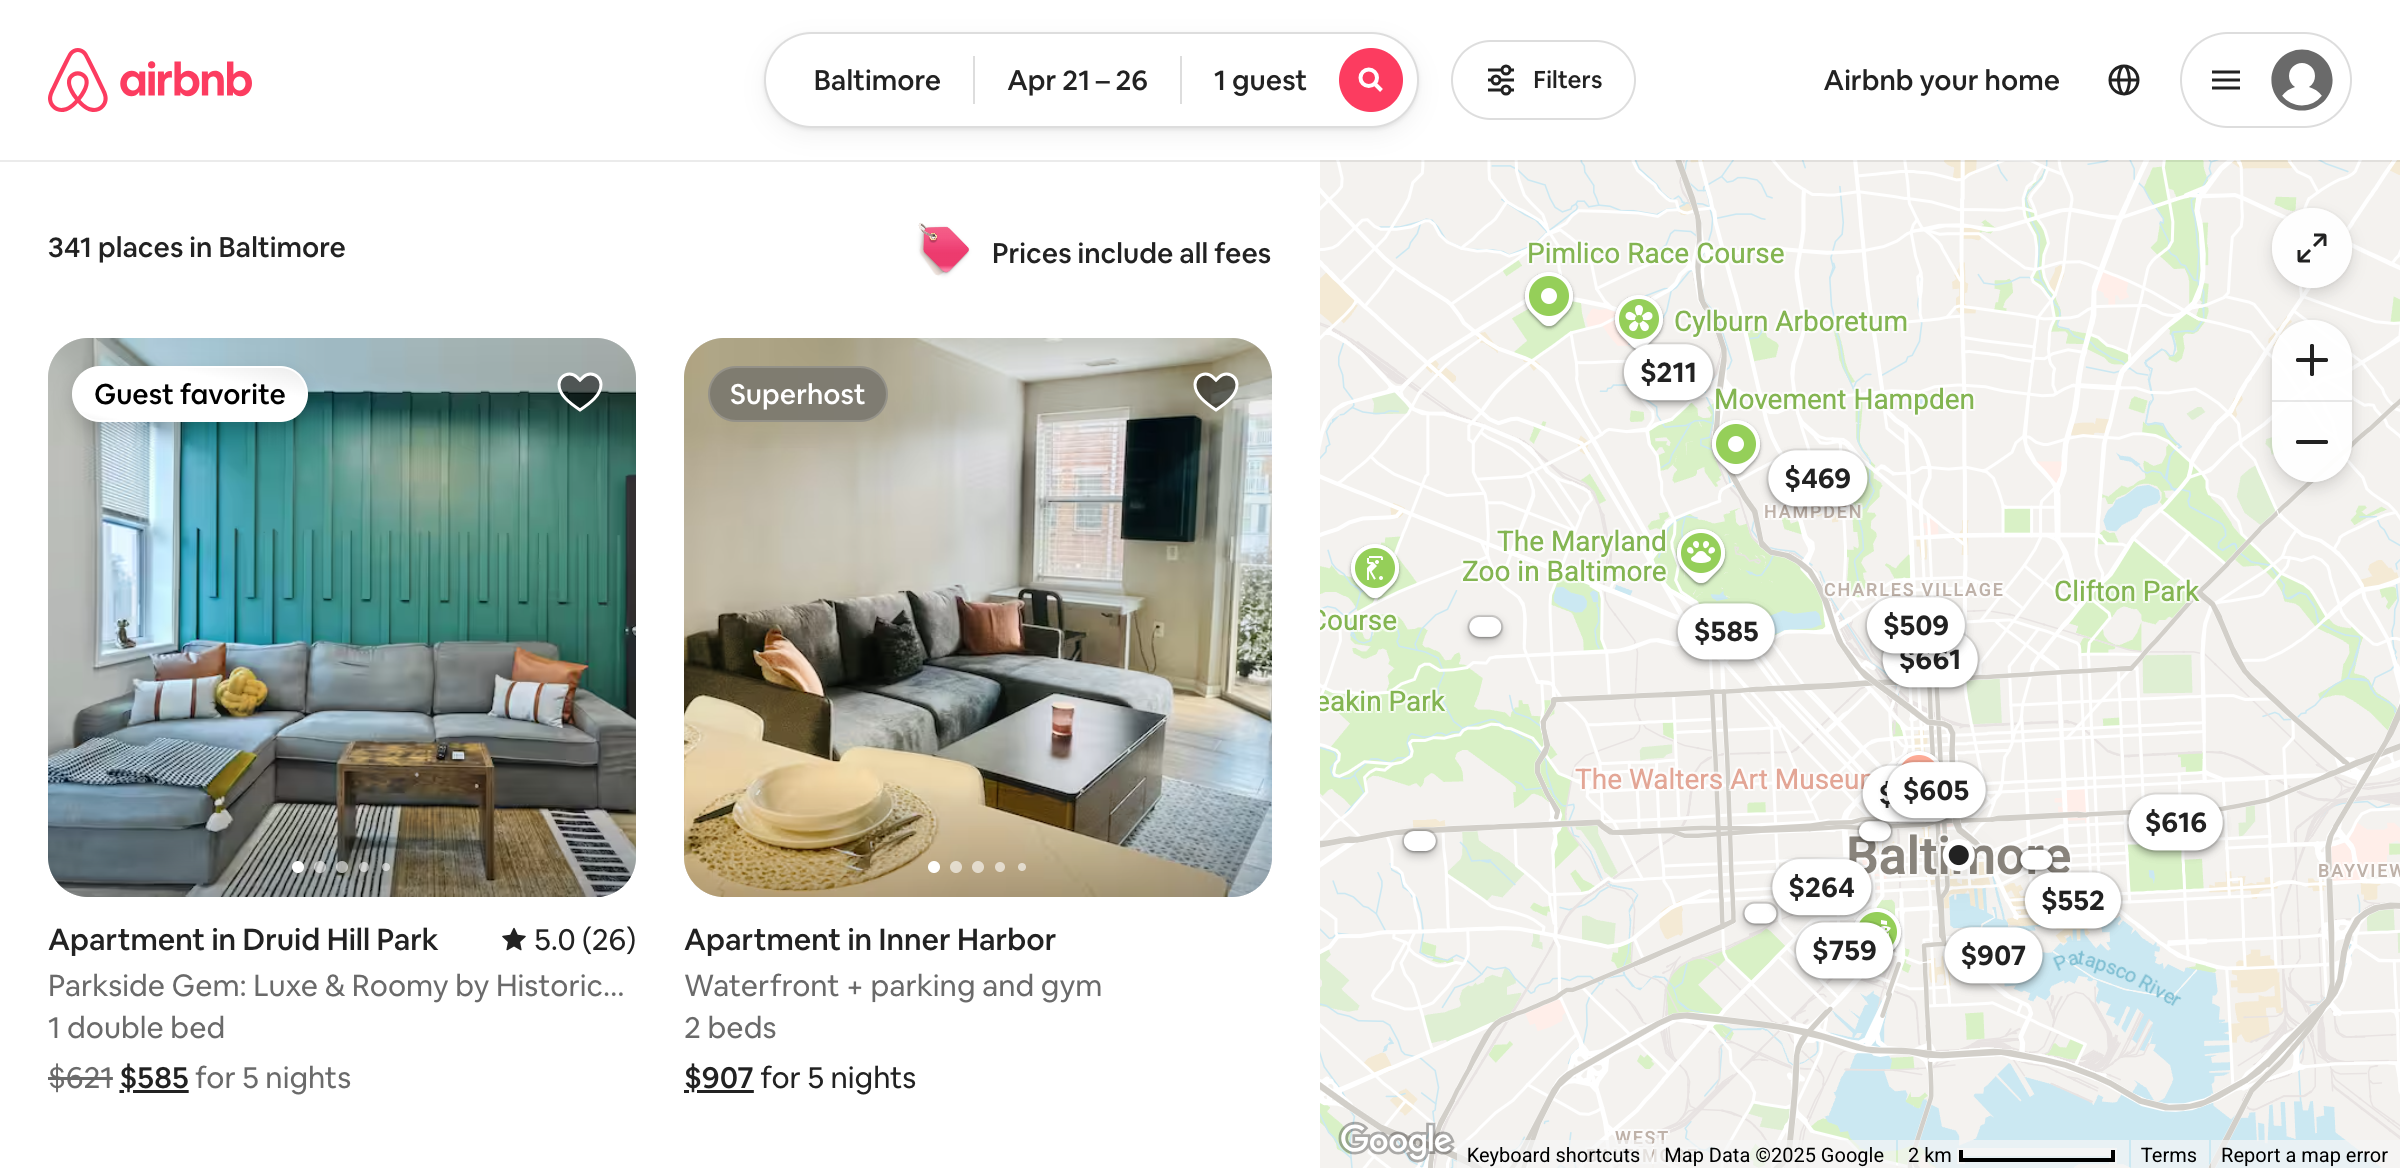 airbnb
Baltimore
Apr 21 – 26
1 guest
Filters
Airbnb your home
341 places in Baltimore
Prices include all fees
Guest favorite
Superhost
Apartment in Druid Hill Park
5.0 (26)
Parkside Gem: Luxe & Roomy by Historic...
1 double bed
$621 $585 for 5 nights
Apartment in Inner Harbor
Waterfront + parking and gym
2 beds
$907 for 5 nights
Pimlico Race Course
Cylburn Arboretum
$211
Movement Hampden
$469
HAMPDEN
The Maryland
Zoo in Baltimore
CHARLES VILLAGE
Clifton Park
Course
$585
$509
$661
eakin Park
The Walters Art Museum
$605
$616
Baltimore
BAYVIEW
$264
$552
$759
$907
Patapsco River
WEST
Google
Keyboard shortcuts
Map Data ©2025 Google
2 km
Terms
Report a map error